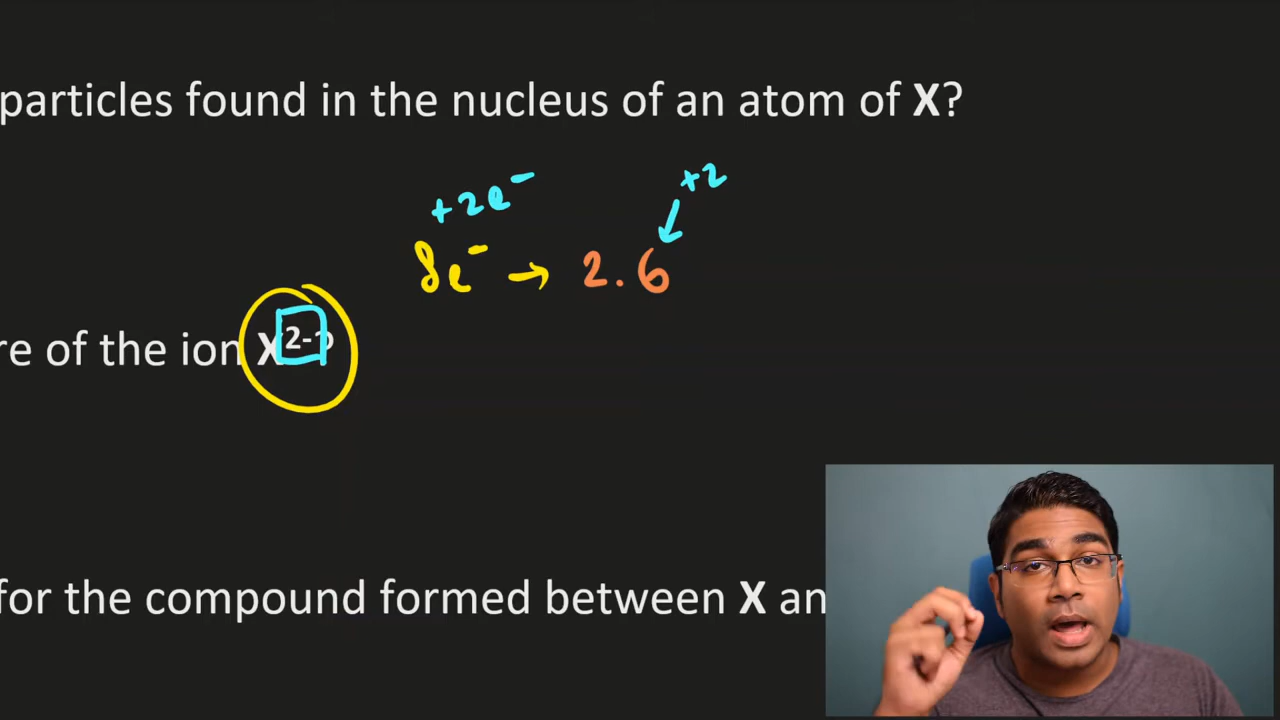 particles found in the nucleus of an atom of X?
+2e⁻
+2
8e⁻ → 2.6
re of the ion X²⁻?
for the compound formed between X an